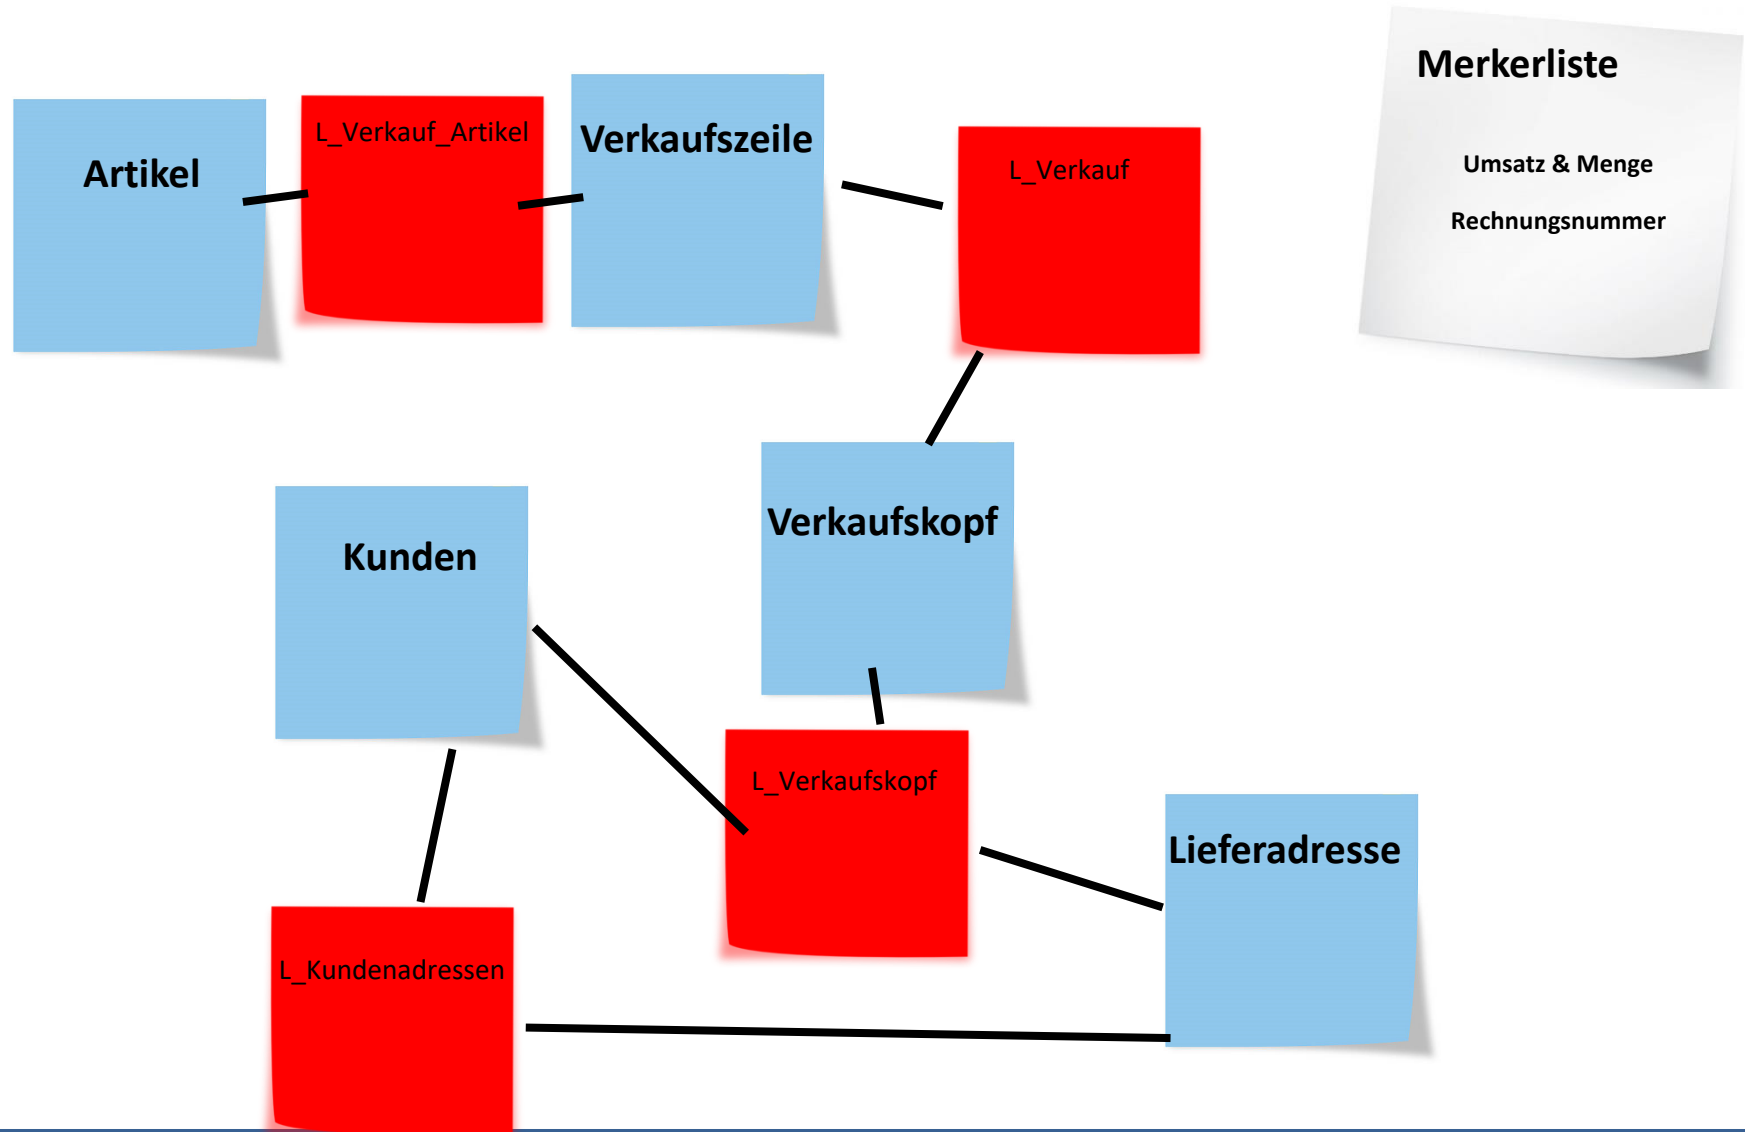 Merkerliste
Umsatz & Menge
Rechnungsnummer
Artikel
L_Verkauf_Artikel
Verkaufszeile
L_Verkauf
Kunden
Verkaufskopf
L_Verkaufskopf
Lieferadresse
L_Kundenadressen